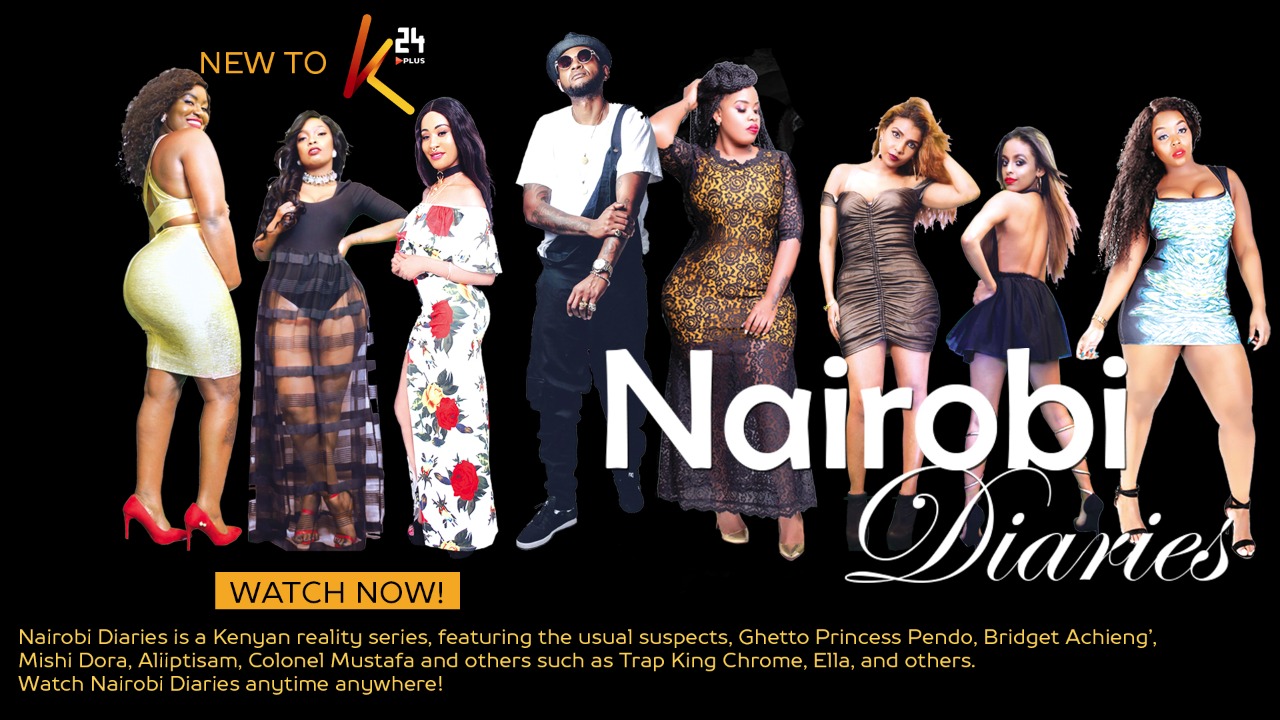 NEW TO K 24 PLUS
Nairobi
Diaries
WATCH NOW!
Nairobi Diaries is a Kenyan reality series, featuring the usual suspects, Ghetto Princess Pendo, Bridget Achieng’,
Mishi Dora, Aliiptisam, Colonel Mustafa and others such as Trap King Chrome, Ella, and others.
Watch Nairobi Diaries anytime anywhere!